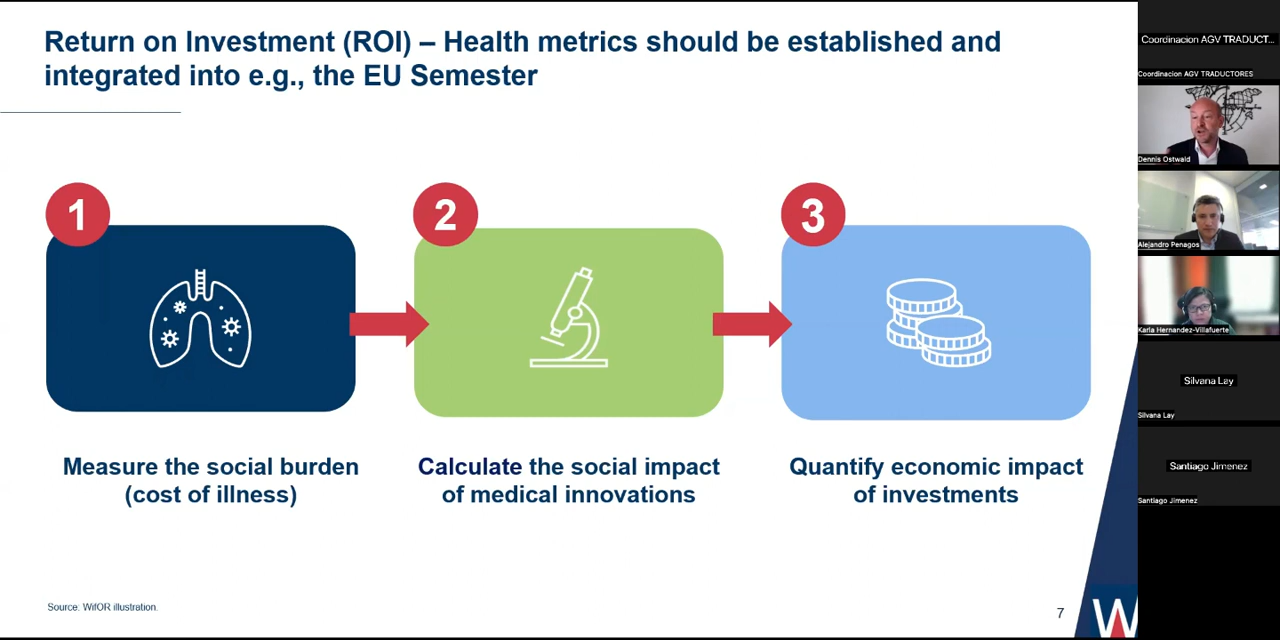 Return on Investment (ROI) – Health metrics should be established and
integrated into e.g., the EU Semester
1
2
3
Measure the social burden
(cost of illness)
Calculate the social impact
of medical innovations
Quantify economic impact
of investments
Source: WifOR illustration.
7
W
Coordinacion AGV TRADUCT...
Coordinacion AGV TRADUCTORES
Dennis Ostwald
Alejandro Penagos
Karla Hernandez-Villafuerte
Silvana Lay
Silvana Lay
Santiago Jimenez
Santiago Jimenez